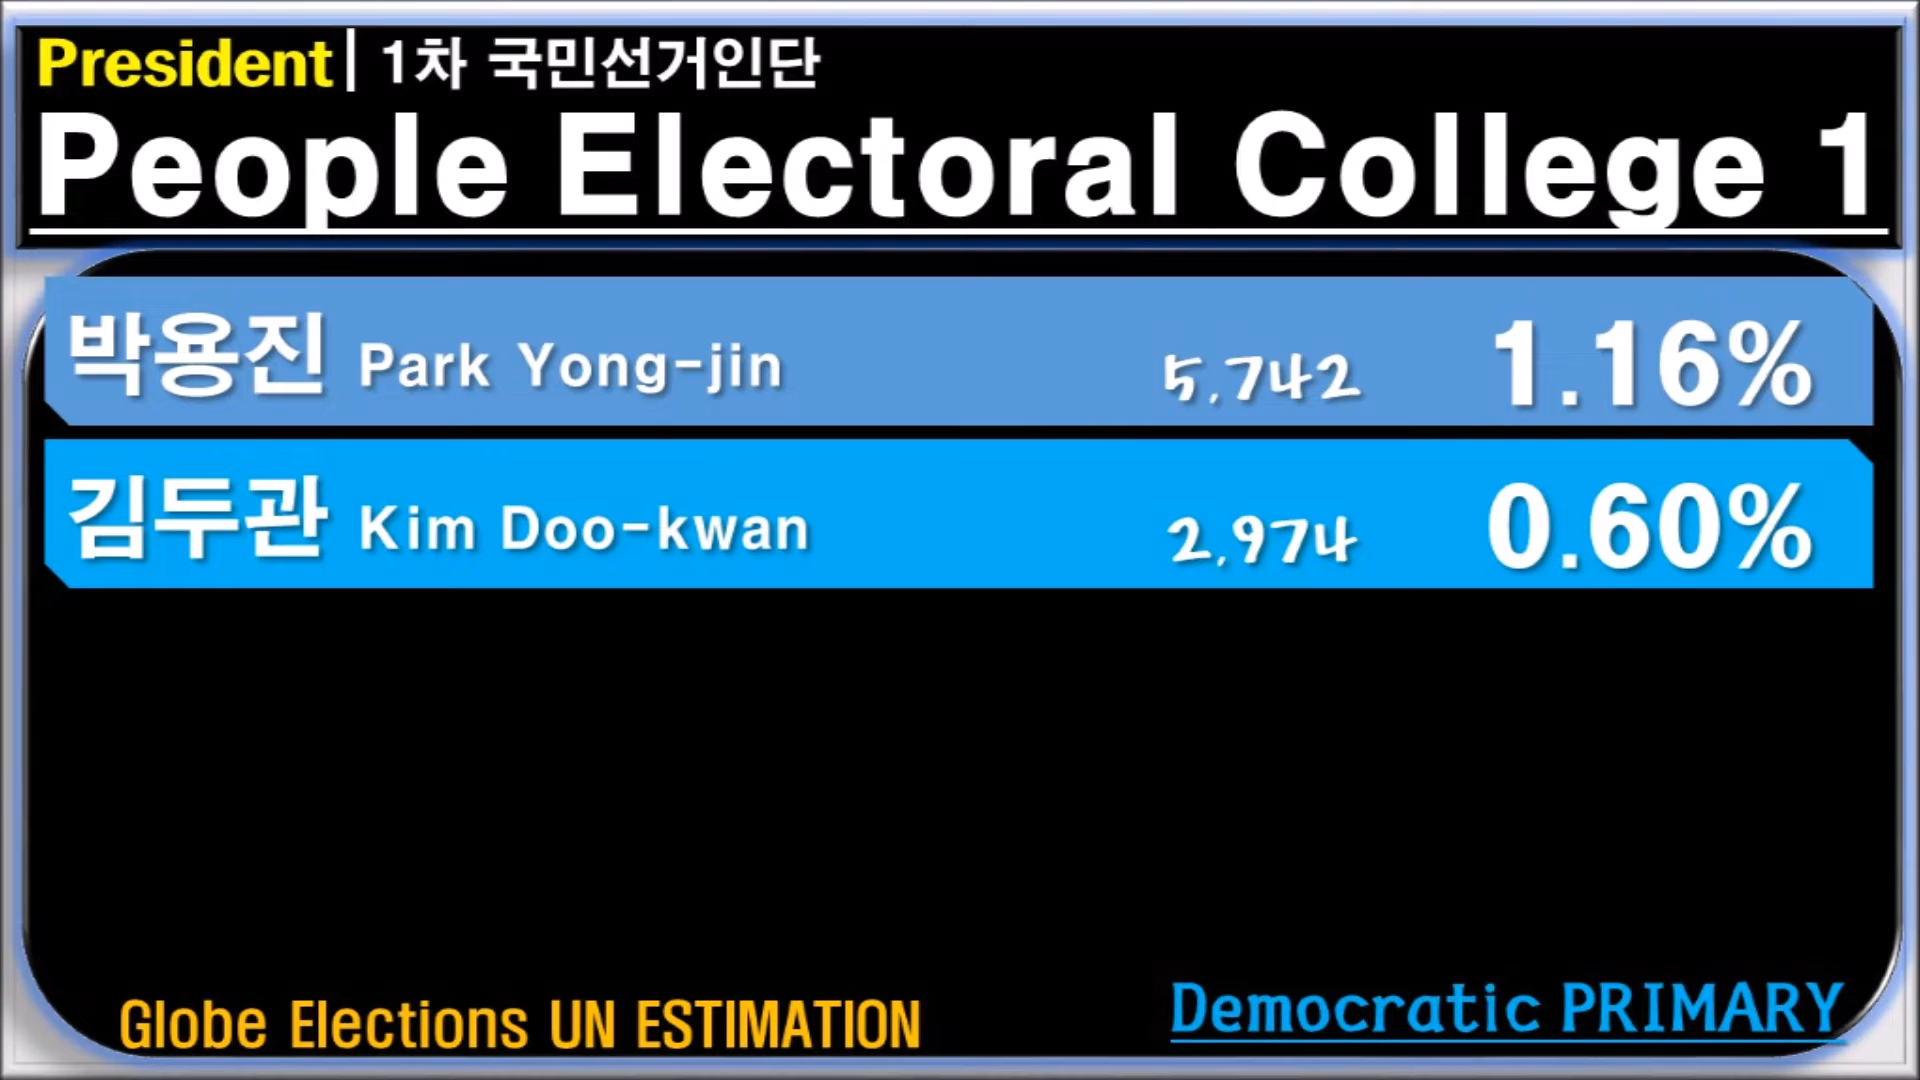 President | 1차 국민선거인단
People Electoral College 1
박용진 Park Yong-jin 5,742 1.16%
김두관 Kim Doo-kwan 2,974 0.60%
Globe Elections UN ESTIMATION
Democratic PRIMARY